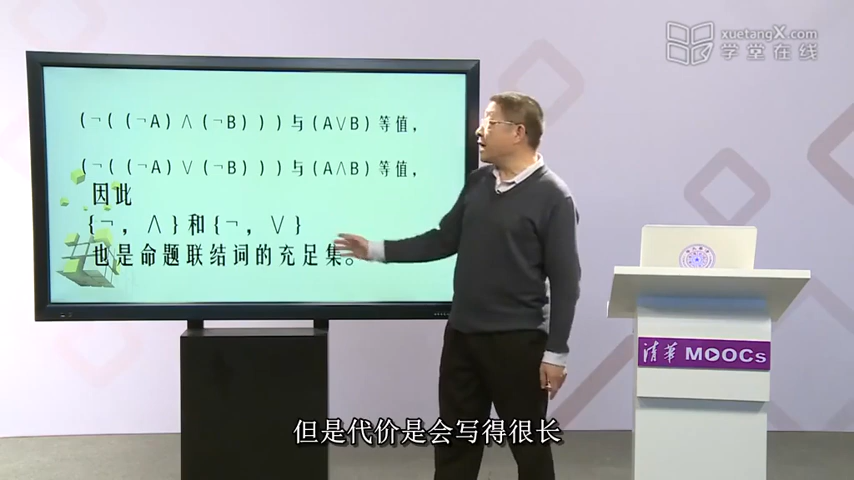 xuetangX.com
学堂在线
(¬((¬A)∧(¬B)))与(A∨B)等值,
(¬((¬A)∨(¬B)))与(A∧B)等值,
因此
{¬, ∧}和{¬, ∨}
也是命题联结词的充足集。
清華 MOOCs
但是代价是会写得很长